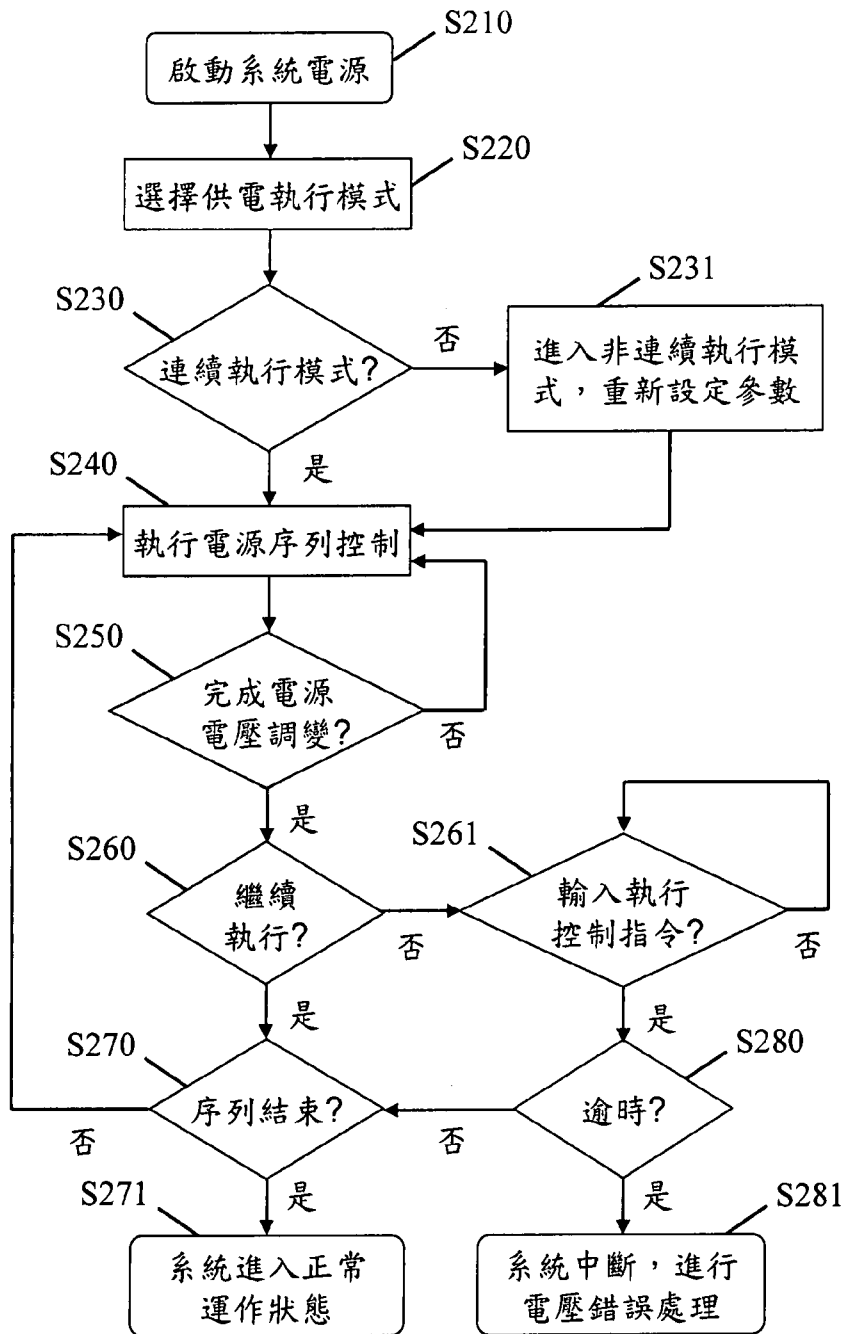 S210
啟動系統電源
S220
選擇供電執行模式
S230
連續執行模式?
否
S231
進入非連續執行模
式，重新設定參數
是
S240
執行電源序列控制
S250
完成電源
電壓調變?
否
是
S260
繼續
執行?
否
S261
輸入執行
控制指令?
否
是
是
S270
序列結束?
否
否
S280
逾時?
是
是
S271
系統進入正常
運作狀態
S281
系統中斷，進行
電壓錯誤處理